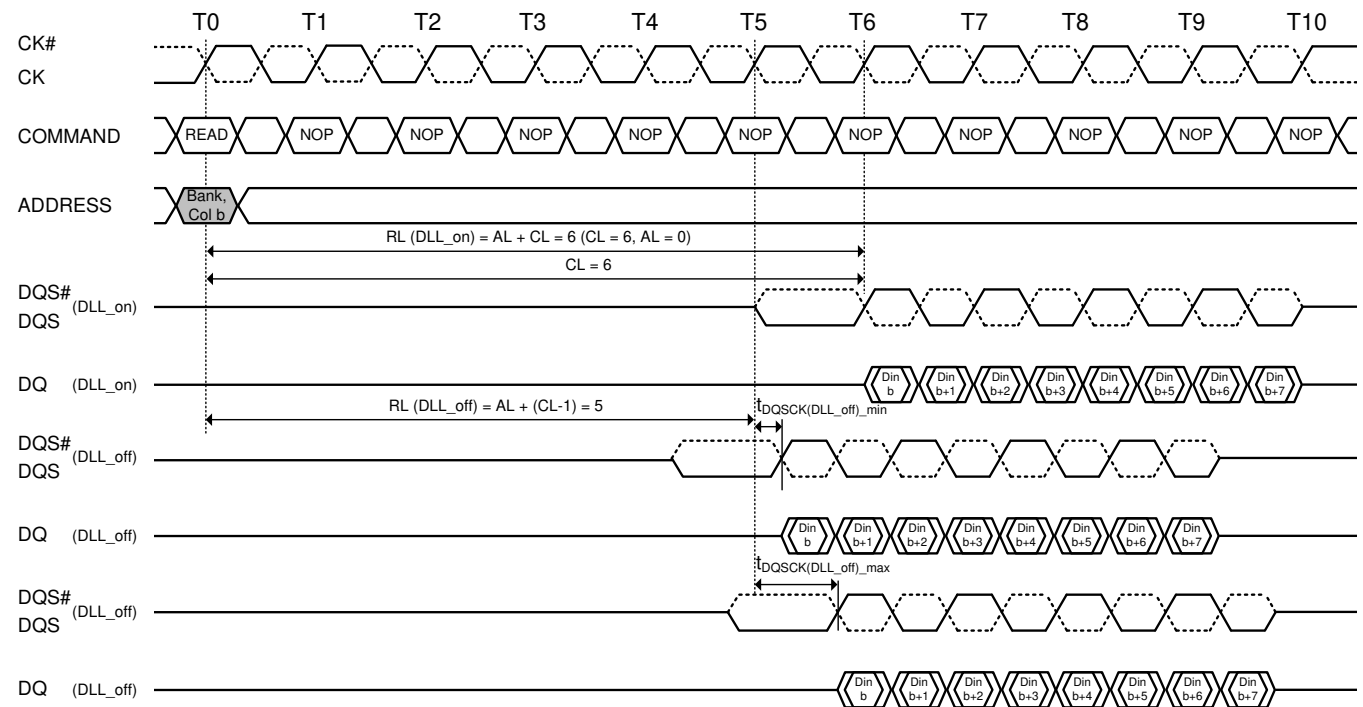 T0 T1 T2 T3 T4 T5 T6 T7 T8 T9 T10
CK#
CK
COMMAND READ NOP NOP NOP NOP NOP NOP NOP NOP NOP NOP
ADDRESS Bank,
Col b
RL (DLL_on) = AL + CL = 6 (CL = 6, AL = 0)
CL = 6
DQS# (DLL_on)
DQS
DQ (DLL_on) Din b Din b+1 Din b+2 Din b+3 Din b+4 Din b+5 Din b+6 Din b+7
RL (DLL_off) = AL + (CL-1) = 5 tDQSCK(DLL_off)_min
DQS# (DLL_off)
DQS
DQ (DLL_off) Din b Din b+1 Din b+2 Din b+3 Din b+4 Din b+5 Din b+6 Din b+7
tDQSCK(DLL_off)_max
DQS# (DLL_off)
DQS
DQ (DLL_off) Din b Din b+1 Din b+2 Din b+3 Din b+4 Din b+5 Din b+6 Din b+7